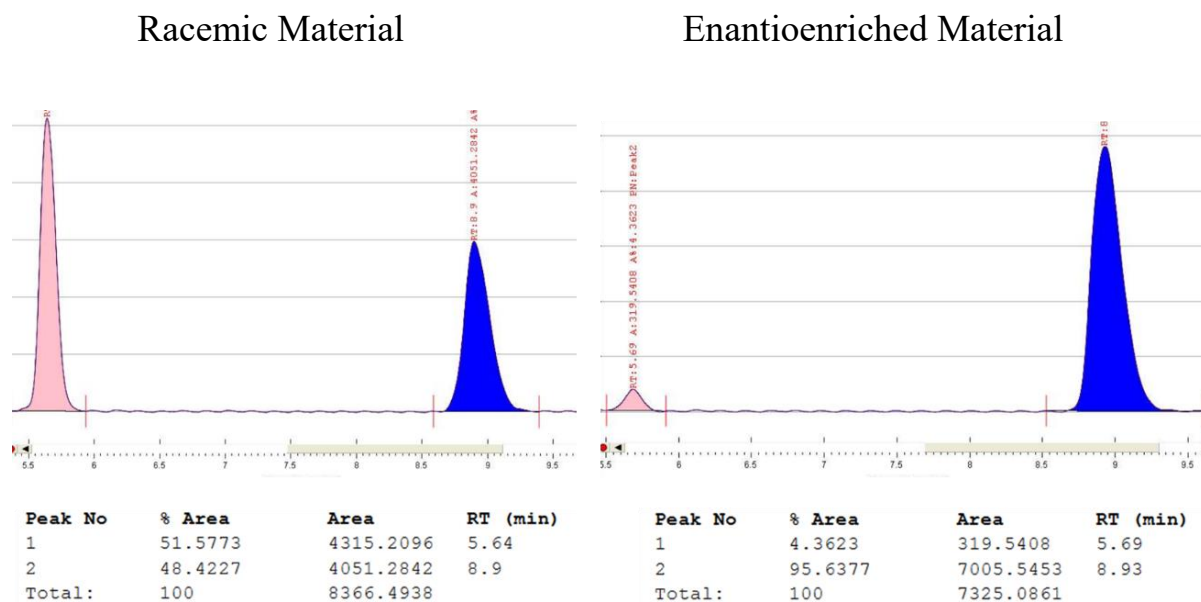 Racemic Material
Enantioenriched Material
RT:8.9 A:4051.2842 A%
RT:5.69 A:319.5408 A%:4.3623 PN:Peak2
RT:8
5.5 6 6.5 7 7.5 8 8.5 9 9.5
5.5 6 6.5 7 7.5 8 8.5 9 9.5
Peak No % Area Area RT (min)
1 51.5773 4315.2096 5.64
2 48.4227 4051.2842 8.9
Total: 100 8366.4938
Peak No % Area Area RT (min)
1 4.3623 319.5408 5.69
2 95.6377 7005.5453 8.93
Total: 100 7325.0861